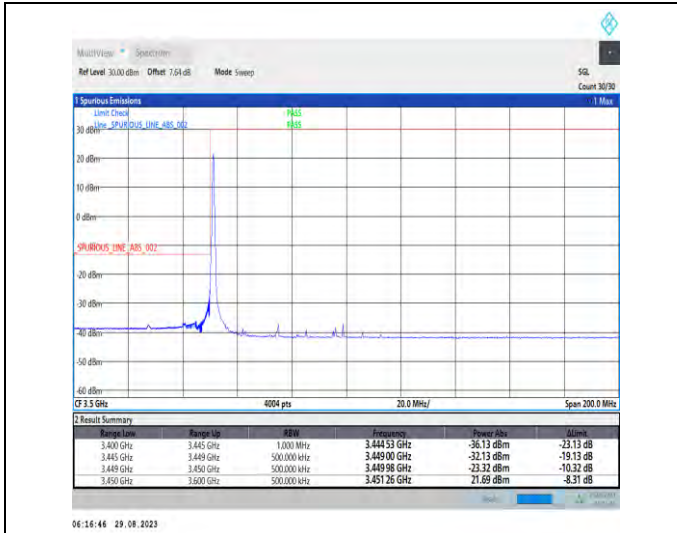 MultiView Spectrum
Ref Level 30.00 dBm Offset 7.64 dB Mode Sweep SGL
Count 30/30
1 Spurious Emissions 1 Max
Limit Check PASS
Line _SPURIOUS_LINE_ABS_002 PASS
30 dBm
20 dBm
10 dBm
0 dBm
_SPURIOUS_LINE_ABS_002
-20 dBm
-30 dBm
-40 dBm
-50 dBm
-60 dBm
CF 3.5 GHz 4004 pts 20.0 MHz/ Span 200.0 MHz
2 Result Summary
Range Low Range Up RBW Frequency Power Abs ΔLimit
3.400 GHz 3.445 GHz 1.000 MHz 3.444 53 GHz -36.13 dBm -23.13 dB
3.445 GHz 3.449 GHz 500.000 kHz 3.449 00 GHz -32.13 dBm -19.13 dB
3.449 GHz 3.450 GHz 500.000 kHz 3.449 98 GHz -23.32 dBm -10.32 dB
3.450 GHz 3.600 GHz 500.000 kHz 3.451 26 GHz 21.69 dBm -8.31 dB
06:16:46 29.08.2023